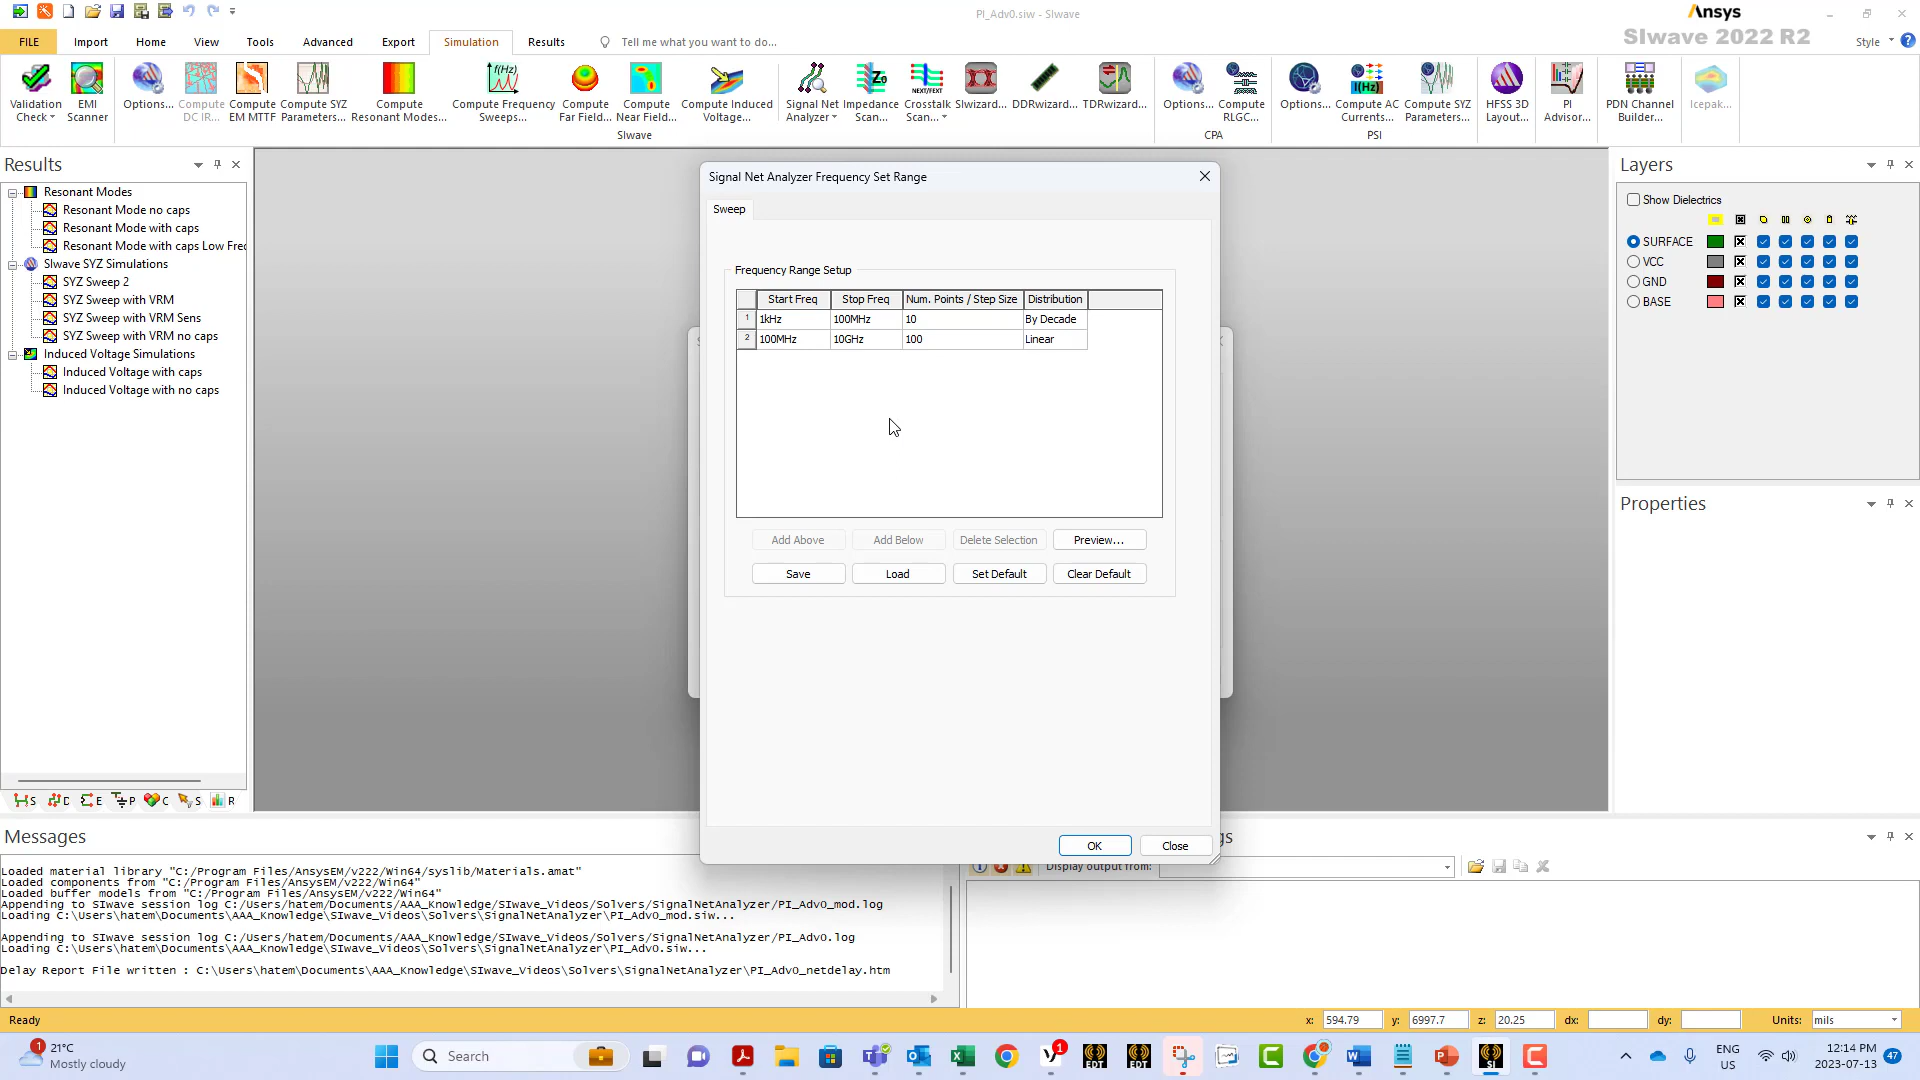 PI_Adv0.siw - SIwave
Ansys
SIwave 2022 R2
FILE
Import
Home
View
Tools
Advanced
Export
Simulation
Results
Tell me what you want to do...
Style
Validation Check
EMI Scanner
Options...
Compute DC IR...
Compute EM MTTF
Compute SYZ Parameters...
Compute Resonant Modes...
Compute Frequency Sweeps...
Compute Far Field...
Compute Near Field...
Compute Induced Voltage...
Signal Net Analyzer
Impedance Scan...
Crosstalk Scan...
SIwizard...
DDRwizard...
TDRwizard...
Options...
Compute RLGC...
Options...
Compute AC Currents...
Compute SYZ Parameters...
HFSS 3D Layout...
PI Advisor...
PDN Channel Builder...
Icepak...
SIwave
CPA
PSI
Results
Resonant Modes
Resonant Mode no caps
Resonant Mode with caps
Resonant Mode with caps Low Fre
SIwave SYZ Simulations
SYZ Sweep 2
SYZ Sweep with VRM
SYZ Sweep with VRM Sens
SYZ Sweep with VRM no caps
Induced Voltage Simulations
Induced Voltage with caps
Induced Voltage with no caps
S D E P C S R
Signal Net Analyzer Frequency Set Range
Sweep
Frequency Range Setup
Start Freq Stop Freq Num. Points / Step Size Distribution
1 1kHz 100MHz 10 By Decade
2 100MHz 10GHz 100 Linear
Add Above Add Below Delete Selection Preview...
Save Load Set Default Clear Default
OK Close
Layers
Show Dielectrics
SURFACE
VCC
GND
BASE
Properties
Messages
Loaded material library "C:/Program Files/AnsysEM/v222/Win64/syslib/Materials.amat"
Loaded components from "C:/Program Files/AnsysEM/v222/Win64"
Loaded buffer models from "C:/Program Files/AnsysEM/v222/Win64"
Appending to SIwave session log C:/Users/hatem/Documents/AAA_Knowledge/SIwave_Videos/Solvers/SignalNetAnalyzer/PI_Adv0_mod.log
Loading C:\Users\hatem\Documents\AAA_Knowledge\SIwave_Videos\Solvers\SignalNetAnalyzer\PI_Adv0_mod.siw...
Appending to SIwave session log C:/Users/hatem/Documents/AAA_Knowledge/SIwave_Videos/Solvers/SignalNetAnalyzer/PI_Adv0.log
Loading C:\Users\hatem\Documents\AAA_Knowledge\SIwave_Videos\Solvers\SignalNetAnalyzer\PI_Adv0.siw...
Delay Report File written : C:\Users\hatem\Documents\AAA_Knowledge\SIwave_Videos\Solvers\SignalNetAnalyzer\PI_Adv0_netdelay.htm
gs
Display output from:
Ready
x: 594.79 y: 6997.7 z: 20.25 dx: dy: Units: mils
1
21°C
Mostly cloudy
Search
1
EDT
EDT
SI
ENG
US
12:14 PM
2023-07-13
47